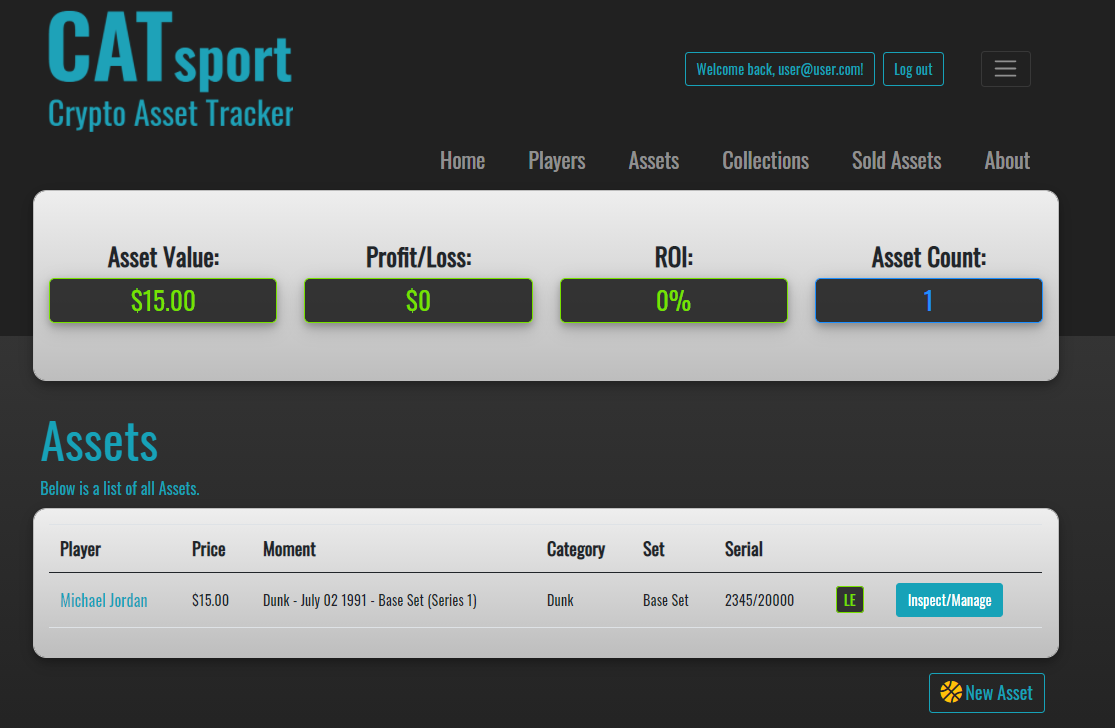 CATsport
Crypto Asset Tracker
Welcome back, user@user.com! Log out
Home Players Assets Collections Sold Assets About
Asset Value: Profit/Loss: ROI: Asset Count:
$15.00 $0 0% 1
Assets
Below is a list of all Assets.
Player Price Moment Category Set Serial
Michael Jordan $15.00 Dunk - July 02 1991 - Base Set (Series 1) Dunk Base Set 2345/20000 LE Inspect/Manage
New Asset